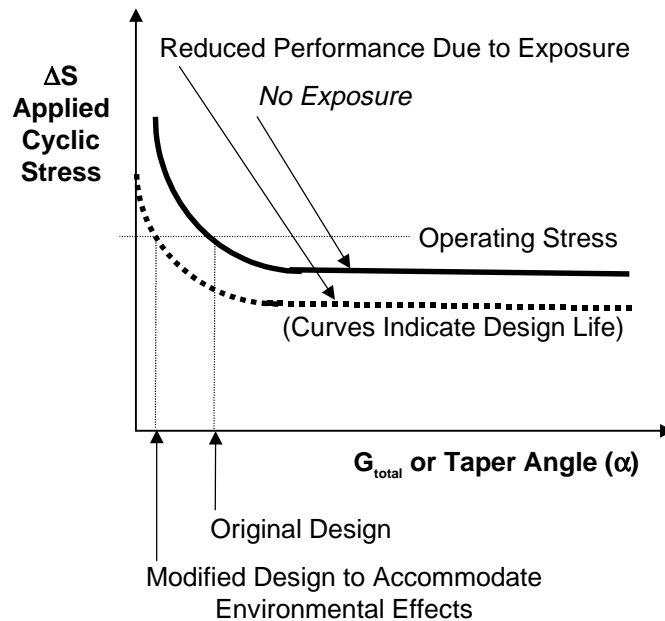 Reduced Performance Due to Exposure
ΔS
Applied
Cyclic
Stress
No Exposure
Operating Stress
(Curves Indicate Design Life)
G_total or Taper Angle (α)
Original Design
Modified Design to Accommodate
Environmental Effects